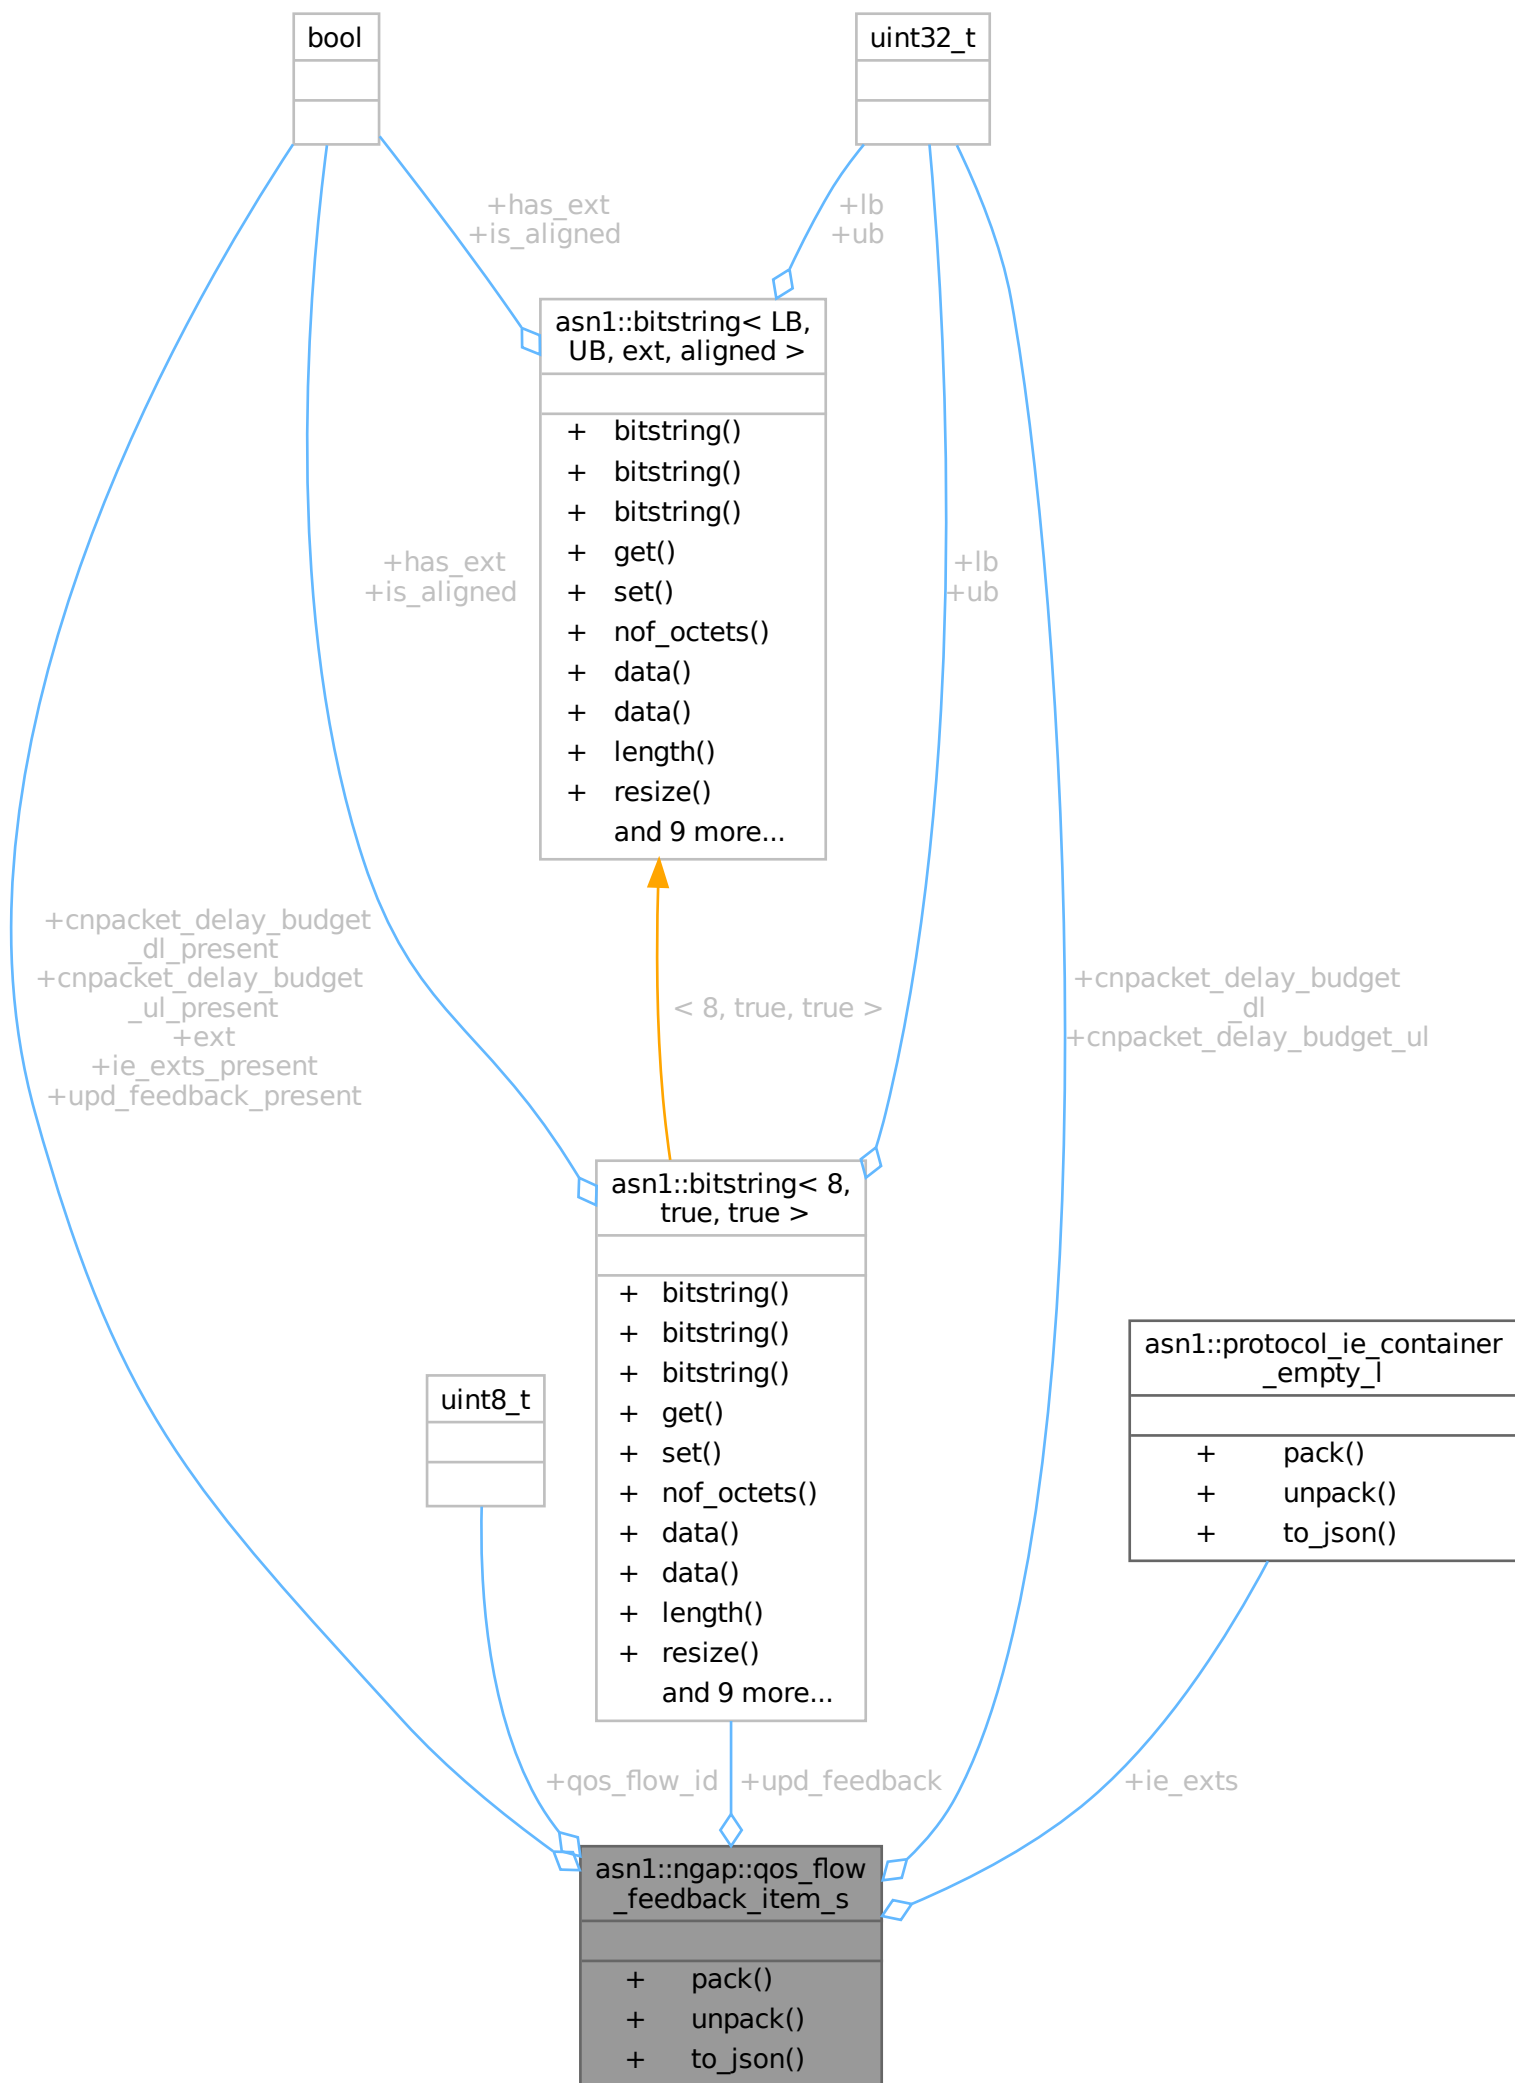 bool
uint32_t
+has_ext
+is_aligned
+lb
+ub
asn1::bitstring< LB,
UB, ext, aligned >
+ bitstring()
+ bitstring()
+ bitstring()
+ get()
+ set()
+ nof_octets()
+ data()
+ data()
+ length()
+ resize()
and 9 more...
+has_ext
+is_aligned
+lb
+ub
+cnpacket_delay_budget
_dl_present
+cnpacket_delay_budget
_ul_present
+ext
+ie_exts_present
+upd_feedback_present
< 8, true, true >
+cnpacket_delay_budget
_dl
+cnpacket_delay_budget_ul
asn1::bitstring< 8,
true, true >
+ bitstring()
+ bitstring()
+ bitstring()
+ get()
+ set()
+ nof_octets()
+ data()
+ data()
+ length()
+ resize()
and 9 more...
uint8_t
asn1::protocol_ie_container
_empty_l
+ pack()
+ unpack()
+ to_json()
+qos_flow_id
+upd_feedback
+ie_exts
asn1::ngap::qos_flow
_feedback_item_s
+ pack()
+ unpack()
+ to_json()